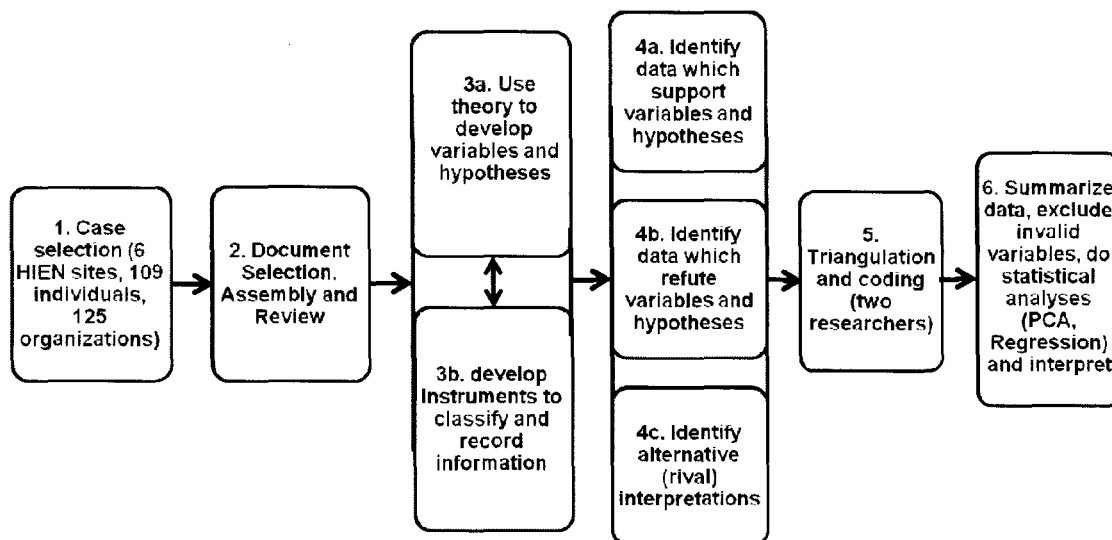 1. Case
selection (6
HIEN sites, 109
individuals,
125
organizations)
2. Document
Selection.
Assembly and
Review
3a. Use
theory to
develop
variables and
hypotheses
3b. develop
Instruments to
classify and
record
information
4a. Identify
data which
support
variables and
hypotheses
4b. Identify
data which
refute
variables and
hypotheses
4c. Identify
alternative
(rival)
interpretations
5.
Triangulation
and coding
(two
researchers)
6. Summarize
data, exclude
invalid
variables, do
statistical
analyses
(PCA,
Regression)
and interpret